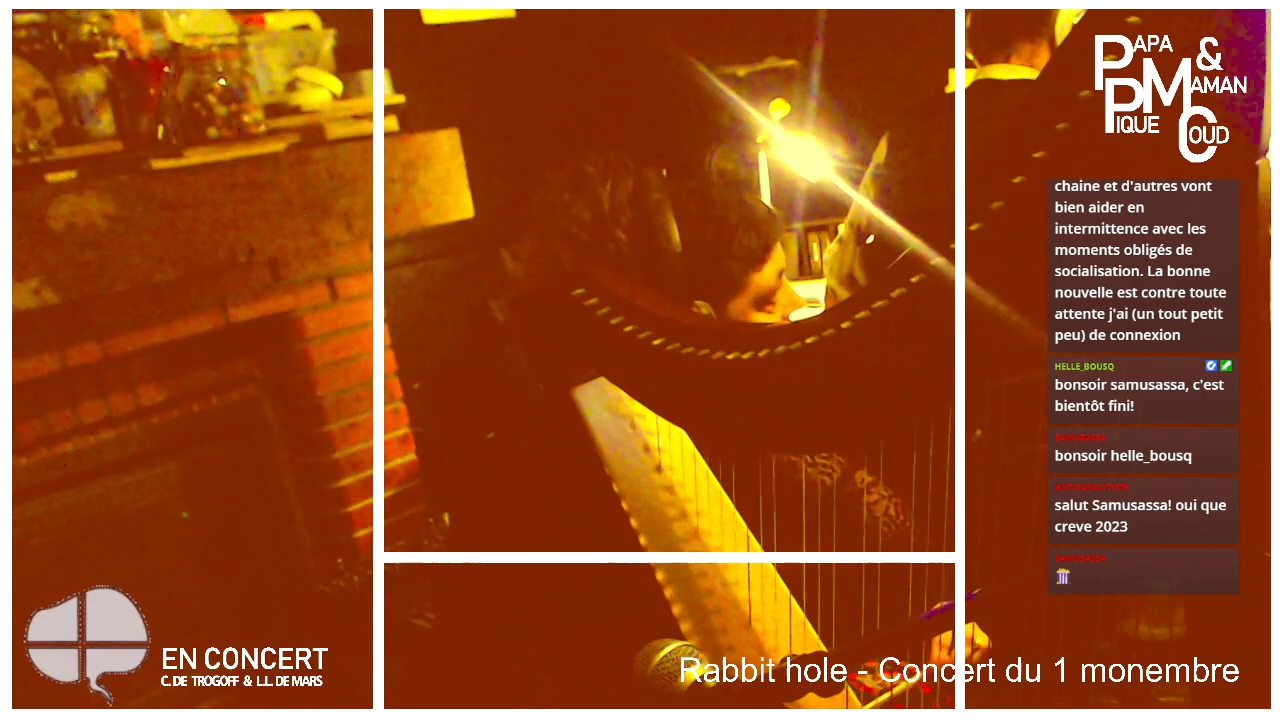 PAPA &
MAMAN
PIQUE
COUD
chaine et d'autres vont
bien aider en
intermittence avec les
moments obligés de
socialisation. La bonne
nouvelle est contre toute
attente j'ai (un tout petit
peu) de connexion
HELLE_BOUSQ
bonsoir samusassa, c'est
bientôt fini!
SAMUSASSA
bonsoir helle_bousq
salut Samusassa! oui que
creve 2023
SAMUSASSA
EN CONCERT
C. DE TROGOFF & L.L. DE MARS
Rabbit hole - Concert du 1 monembre